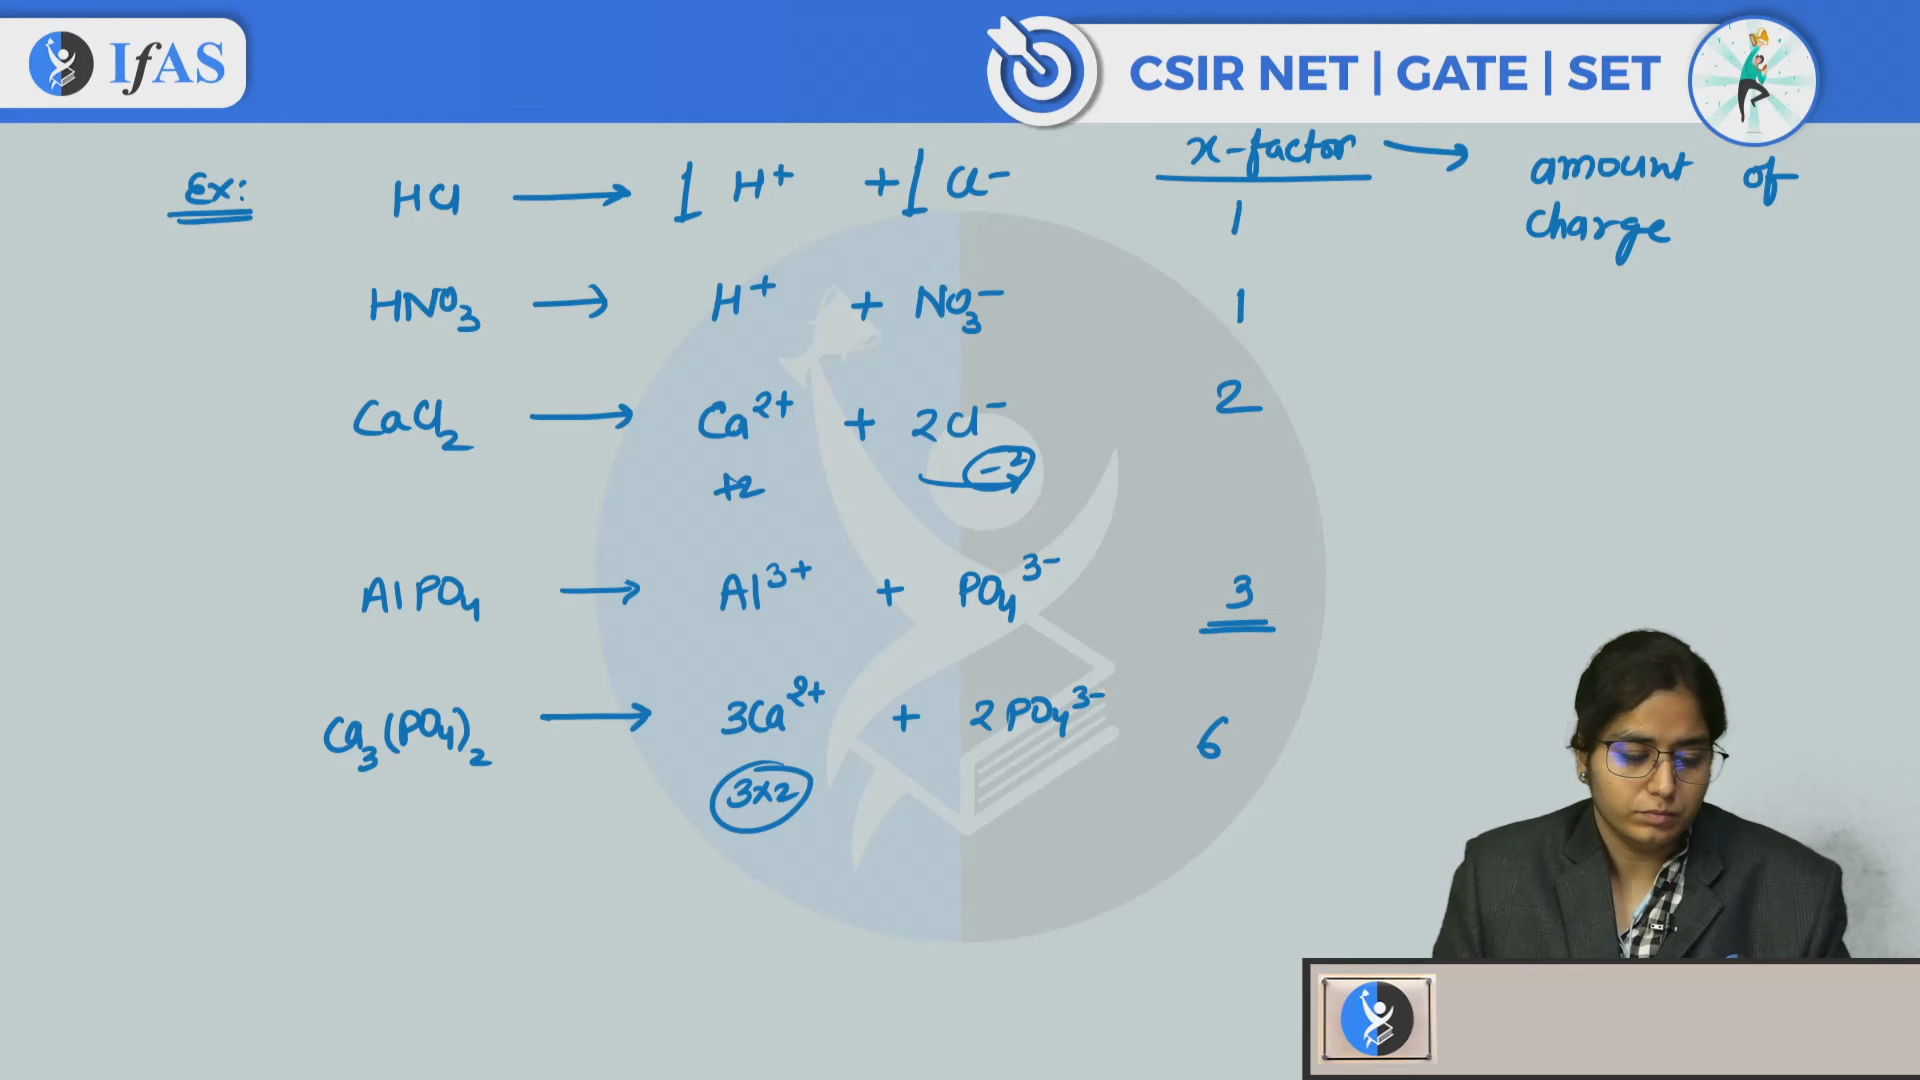 IfAS
CSIR NET | GATE | SET
x-factor → amount of charge
Ex: HCl → 1 H⁺ + 1 Cl⁻ 1
HNO₃ → H⁺ + NO₃⁻ 1
CaCl₂ → Ca²⁺ + 2Cl⁻ 2
+2 -2
AlPO₄ → Al³⁺ + PO₄³⁻ 3
Ca₃(PO₄)₂ → 3Ca²⁺ + 2PO₄³⁻ 6
3×2